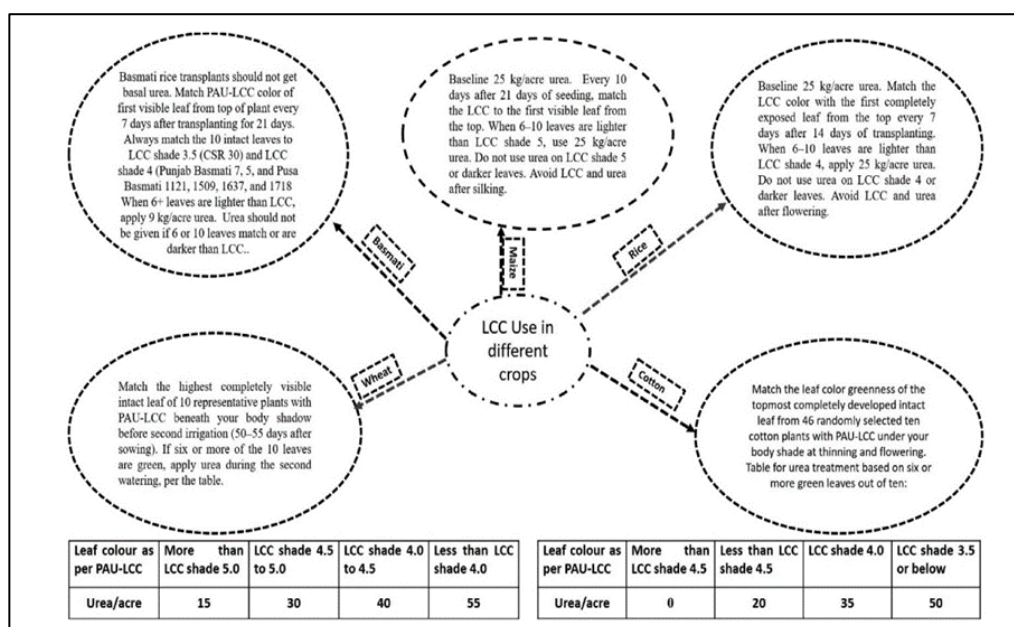 Basmati rice transplants should not get
basal urea. Match PAU-LCC color of
first visible leaf from top of plant every
7 days after transplanting for 21 days.
Always match the 10 intact leaves to
LCC shade 3.5 (CSR 30) and LCC
shade 4 (Punjab Basmati 7, 5, and Pusa
Basmati 1121, 1509, 1637, and 1718
When 6+ leaves are lighter than LCC,
apply 9 kg/acre urea. Urea should not
be given if 6 or 10 leaves match or are
darker than LCC..
Baseline 25 kg/acre urea. Every 10
days after 21 days of seeding, match
the LCC to the first visible leaf from
the top. When 6–10 leaves are lighter
than LCC shade 5, use 25 kg/acre
urea. Do not use urea on LCC shade 5
or darker leaves. Avoid LCC and urea
after silking.
Baseline 25 kg/acre urea. Match the
LCC color with the first completely
exposed leaf from the top every 7
days after 14 days of transplanting.
When 6–10 leaves are lighter than
LCC shade 4, apply 25 kg/acre urea.
Do not use urea on LCC shade 4 or
darker leaves. Avoid LCC and urea
after flowering.
Basmati
Maize
Rice
LCC Use in
different
crops
Wheat
Cotton
Match the highest completely visible
intact leaf of 10 representative plants with
PAU-LCC beneath your body shadow
before second irrigation (50–55 days after
sowing). If six or more of the 10 leaves
are green, apply urea during the second
watering, per the table.
Match the leaf color greenness of the
topmost completely developed intact
leaf from 46 randomly selected ten
cotton plants with PAU-LCC under your
body shade at thinning and flowering.
Table for urea treatment based on six or
more green leaves out of ten:
Leaf colour as More than LCC shade 4.5 LCC shade 4.0 Less than LCC
per PAU-LCC LCC shade 5.0 to 5.0 to 4.5 shade 4.0
Urea/acre 15 30 40 55
Leaf colour as More than Less than LCC LCC shade 4.0 LCC shade 3.5
per PAU-LCC LCC shade 4.5 shade 4.5 or below
Urea/acre 0 20 35 50